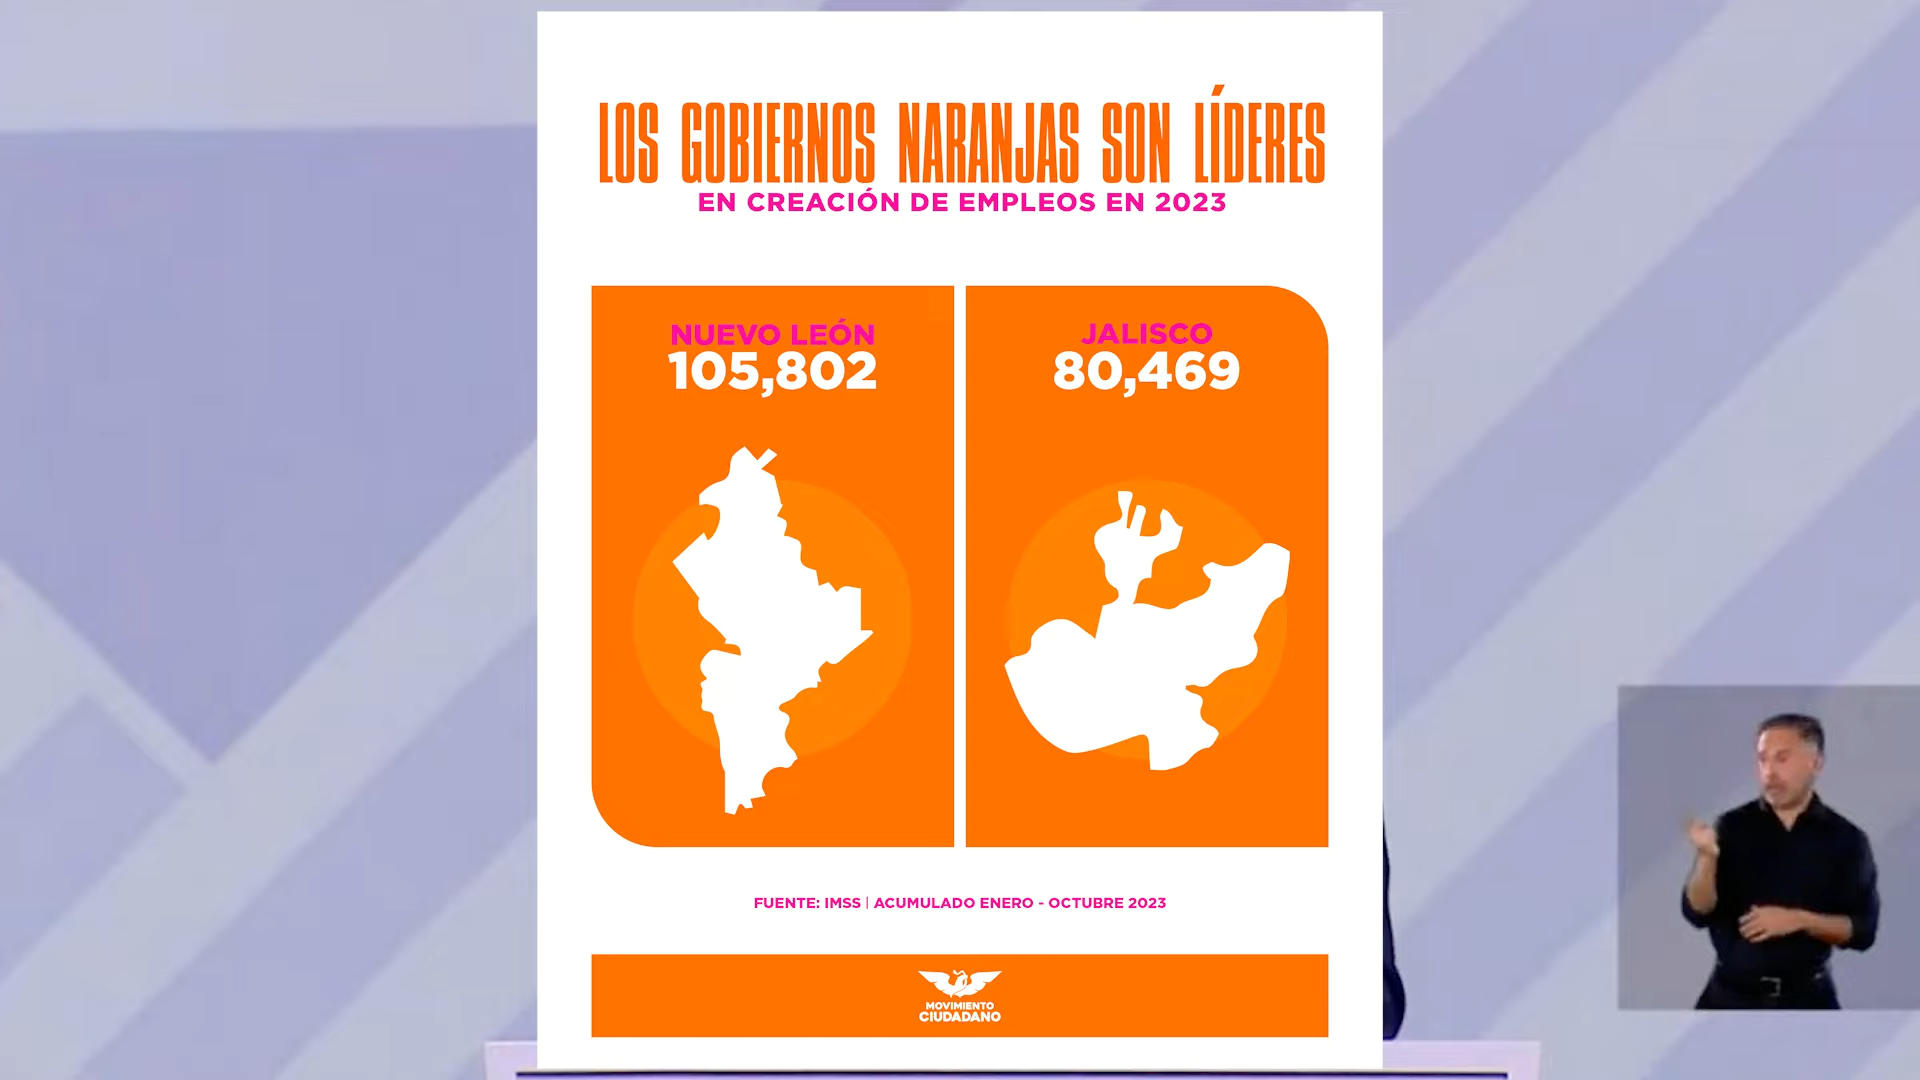 LOS GOBIERNOS NARANJAS SON LÍDERES
EN CREACIÓN DE EMPLEOS EN 2023
NUEVO LEÓN
105,802
JALISCO
80,469
FUENTE: IMSS | ACUMULADO ENERO - OCTUBRE 2023
MOVIMIENTO
CIUDADANO